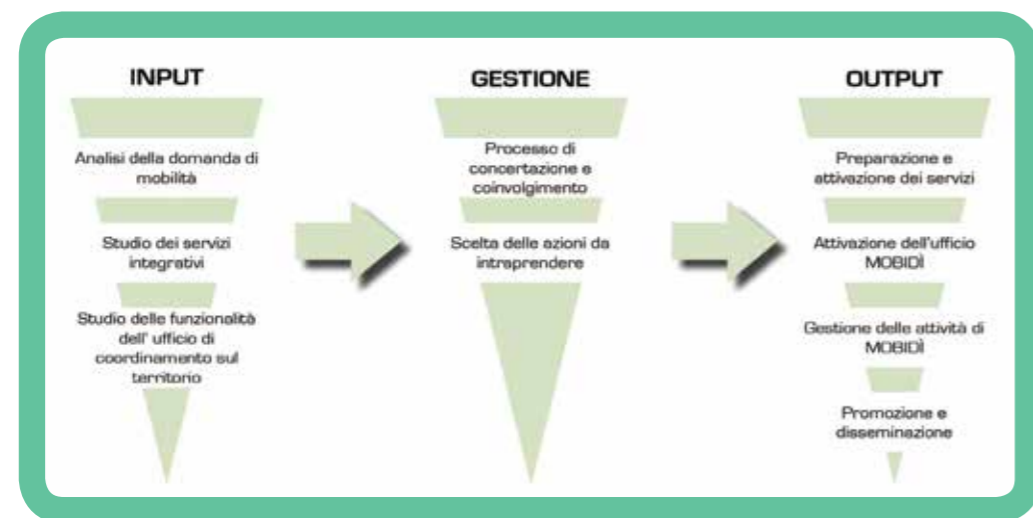 INPUT
Analisi della domanda di
mobilità
Studio dei servizi
integrativi
Studio delle funzionalità
dell' ufficio di
coordinamento sul
territorio
GESTIONE
Processo di
concertazione e
coinvolgimento
Scelta delle azioni da
intraprendere
OUTPUT
Preparazione e
attivazione dei servizi
Attivazione dell'ufficio
MOBIDÌ
Gestione delle attività di
MOBIDÌ
Promozione e
disseminazione